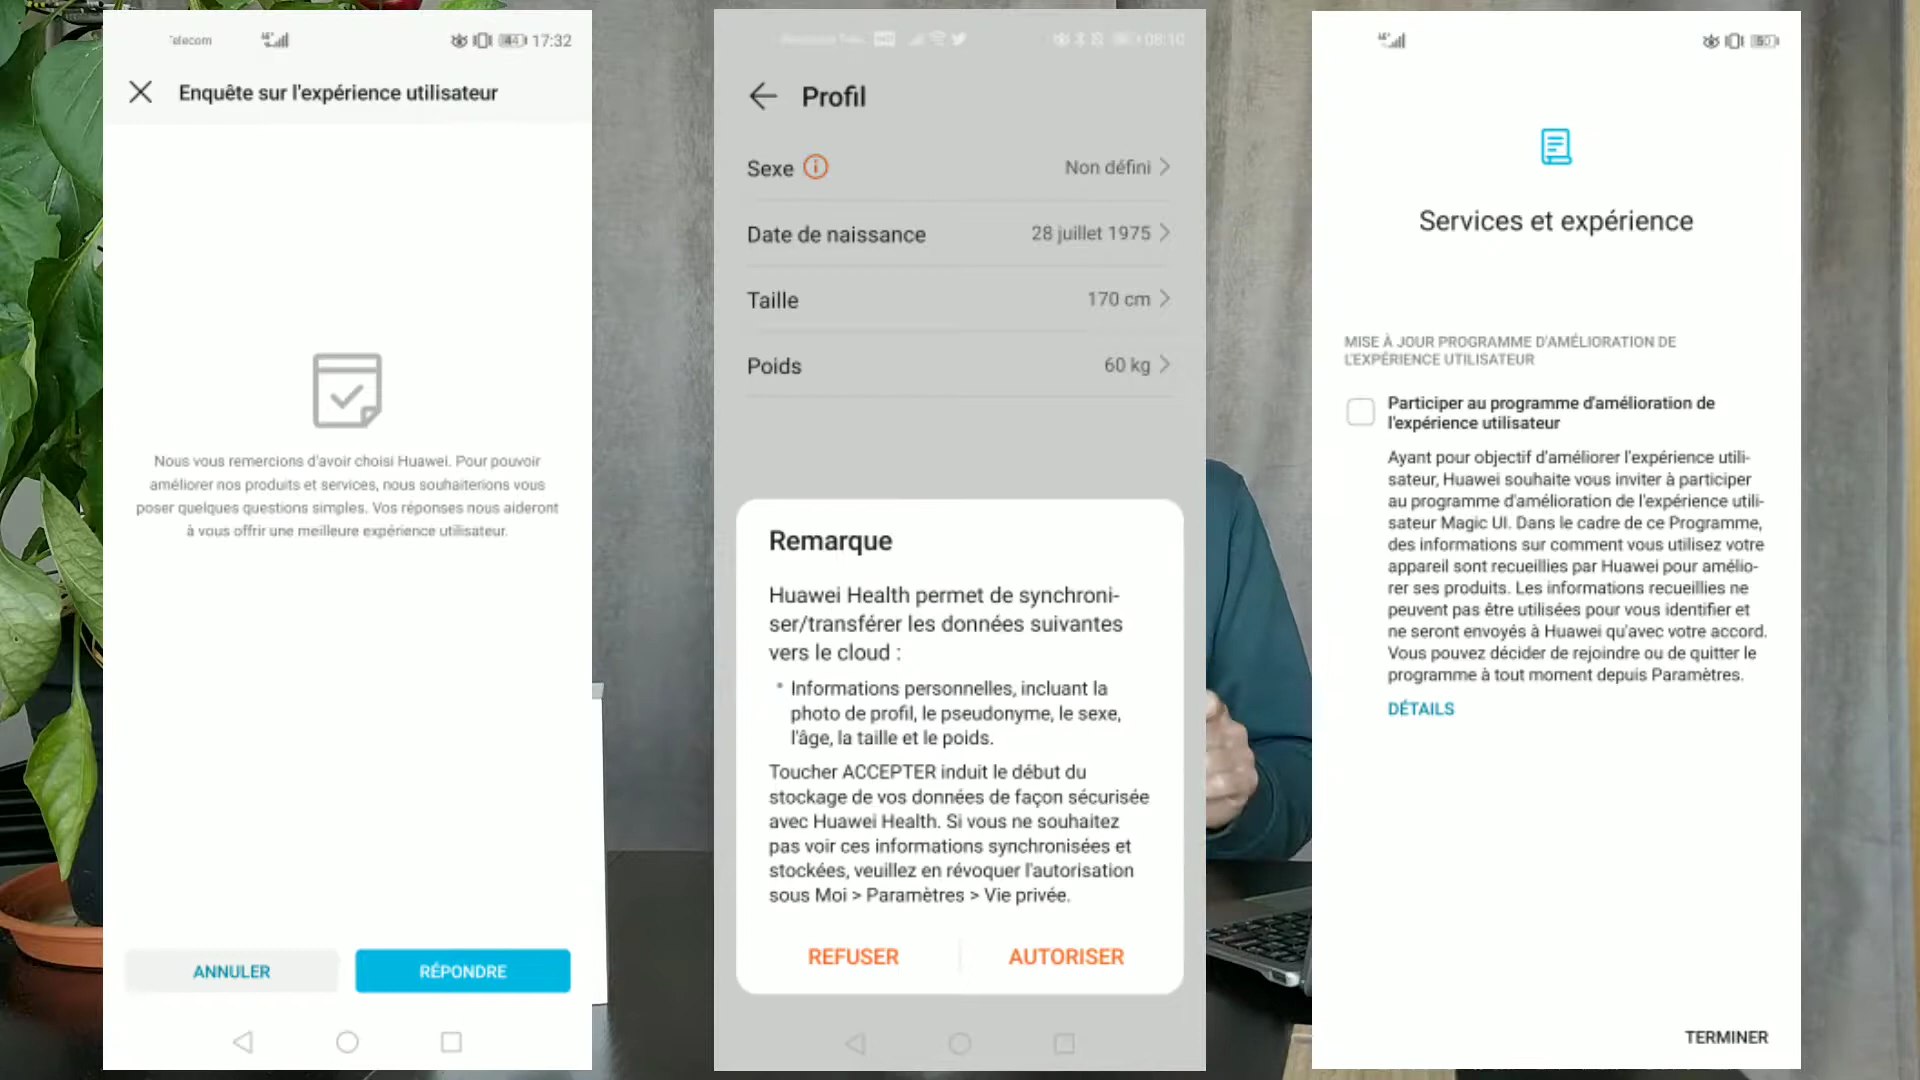 elecom
44
17:32
Enquête sur l'expérience utilisateur
Nous vous remercions d'avoir choisi Huawei. Pour pouvoir
améliorer nos produits et services, nous souhaiterions vous
poser quelques questions simples. Vos réponses nous aideront
à vous offrir une meilleure expérience utilisateur.
ANNULER
RÉPONDRE
08:10
Profil
Sexe
Non défini
Date de naissance
28 juillet 1975
Taille
170 cm
Poids
60 kg
Remarque
Huawei Health permet de synchroni-
ser/transférer les données suivantes
vers le cloud :
• Informations personnelles, incluant la
photo de profil, le pseudonyme, le sexe,
l'âge, la taille et le poids.
Toucher ACCEPTER induit le début du
stockage de vos données de façon sécurisée
avec Huawei Health. Si vous ne souhaitez
pas voir ces informations synchronisées et
stockées, veuillez en révoquer l'autorisation
sous Moi > Paramètres > Vie privée.
REFUSER
AUTORISER
Services et expérience
MISE À JOUR PROGRAMME D'AMÉLIORATION DE
L'EXPÉRIENCE UTILISATEUR
Participer au programme d'amélioration de
l'expérience utilisateur
Ayant pour objectif d'améliorer l'expérience utili-
sateur, Huawei souhaite vous inviter à participer
au programme d'amélioration de l'expérience utili-
sateur Magic UI. Dans le cadre de ce Programme,
des informations sur comment vous utilisez votre
appareil sont recueillies par Huawei pour amélio-
rer ses produits. Les informations recueillies ne
peuvent pas être utilisées pour vous identifier et
ne seront envoyés à Huawei qu'avec votre accord.
Vous pouvez décider de rejoindre ou de quitter le
programme à tout moment depuis Paramètres.
DÉTAILS
TERMINER